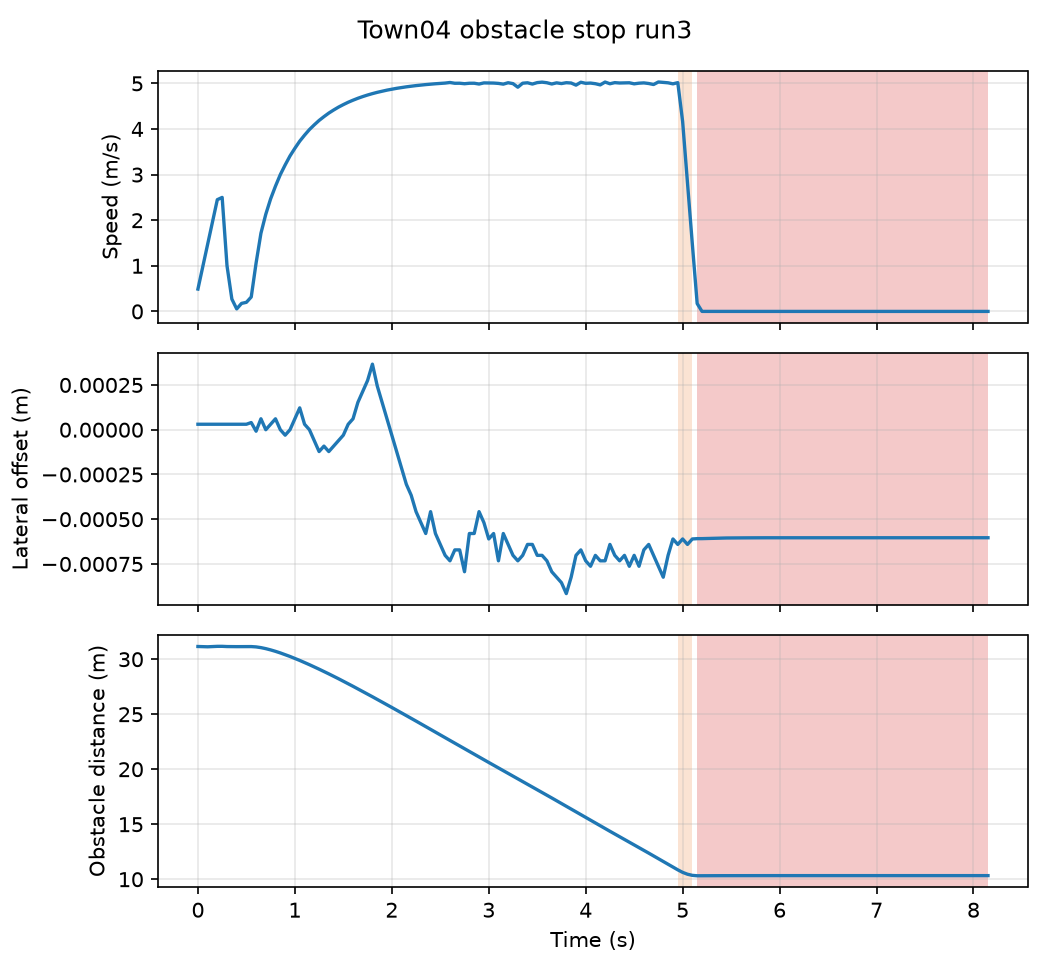 Town04 obstacle stop run3
Speed (m/s)
5
4
3
2
1
0
Lateral offset (m)
0.00025
0.00000
−0.00025
−0.00050
−0.00075
Obstacle distance (m)
30
25
20
15
10
0 1 2 3 4 5 6 7 8
Time (s)